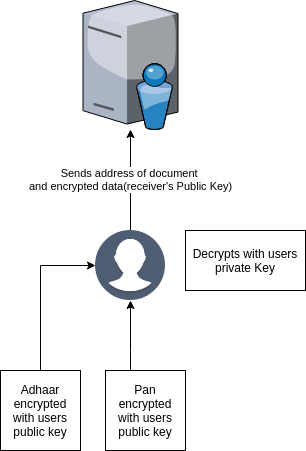 Sends address of document
and encrypted data(receiver's Public Key)
Decrypts with users
private Key
Adhaar
encrypted
with users
public key
Pan
encrypted
with users
public key